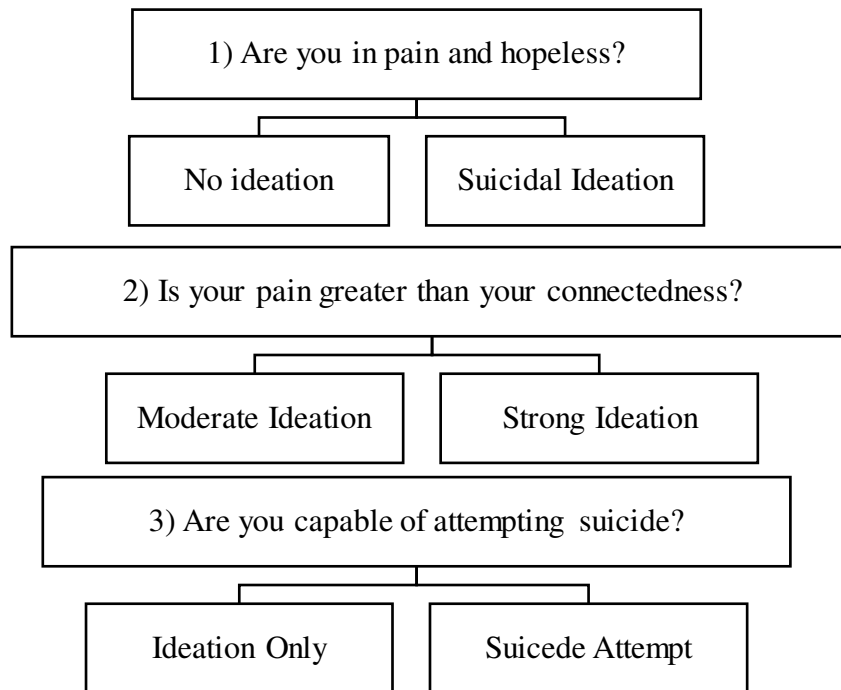 1) Are you in pain and hopeless?
No ideation
Suicidal Ideation
2) Is your pain greater than your connectedness?
Moderate Ideation
Strong Ideation
3) Are you capable of attempting suicide?
Ideation Only
Suicede Attempt